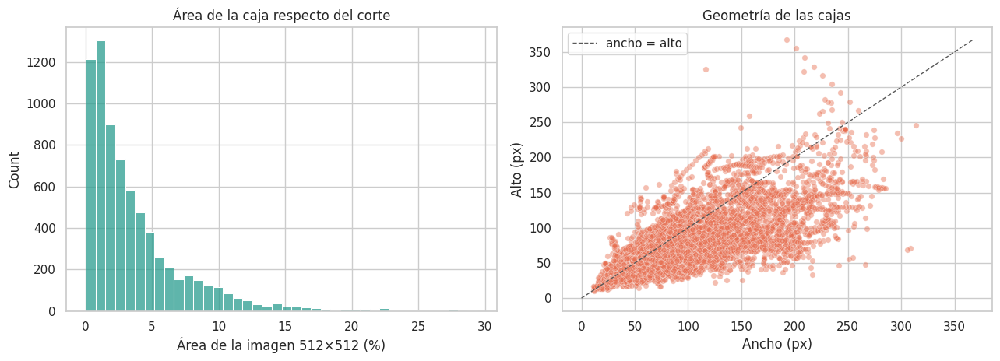 Área de la caja respecto del corte
Count
1200
1000
800
600
400
200
0
0 5 10 15 20 25 30
Área de la imagen 512×512 (%)
Geometría de las cajas
ancho = alto
Alto (px)
350
300
250
200
150
100
50
0
0 50 100 150 200 250 300 350
Ancho (px)